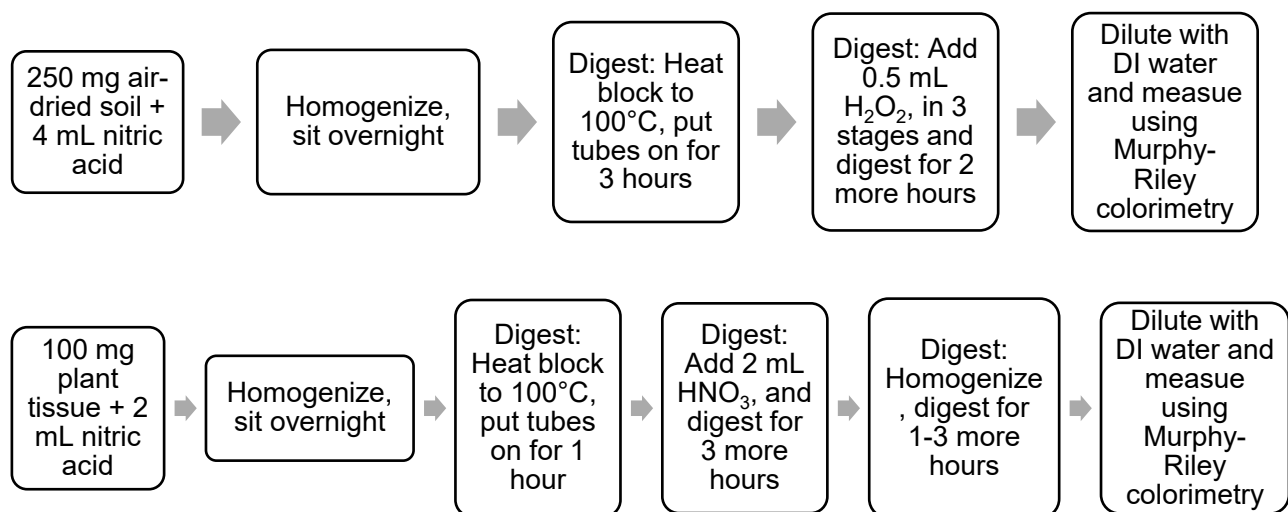 250 mg air-
dried soil +
4 mL nitric
acid
Homogenize,
sit overnight
Digest: Heat
block to
100°C, put
tubes on for
3 hours
Digest: Add
0.5 mL
H₂O₂, in 3
stages and
digest for 2
more hours
Dilute with
DI water
and measue
using
Murphy-
Riley
colorimetry
100 mg
plant
tissue + 2
mL nitric
acid
Homogenize,
sit overnight
Digest:
Heat block
to 100°C,
put tubes
on for 1
hour
Digest:
Add 2 mL
HNO₃, and
digest for
3 more
hours
Digest:
Homogenize
, digest for
1-3 more
hours
Dilute with
DI water and
measue
using
Murphy-
Riley
colorimetry